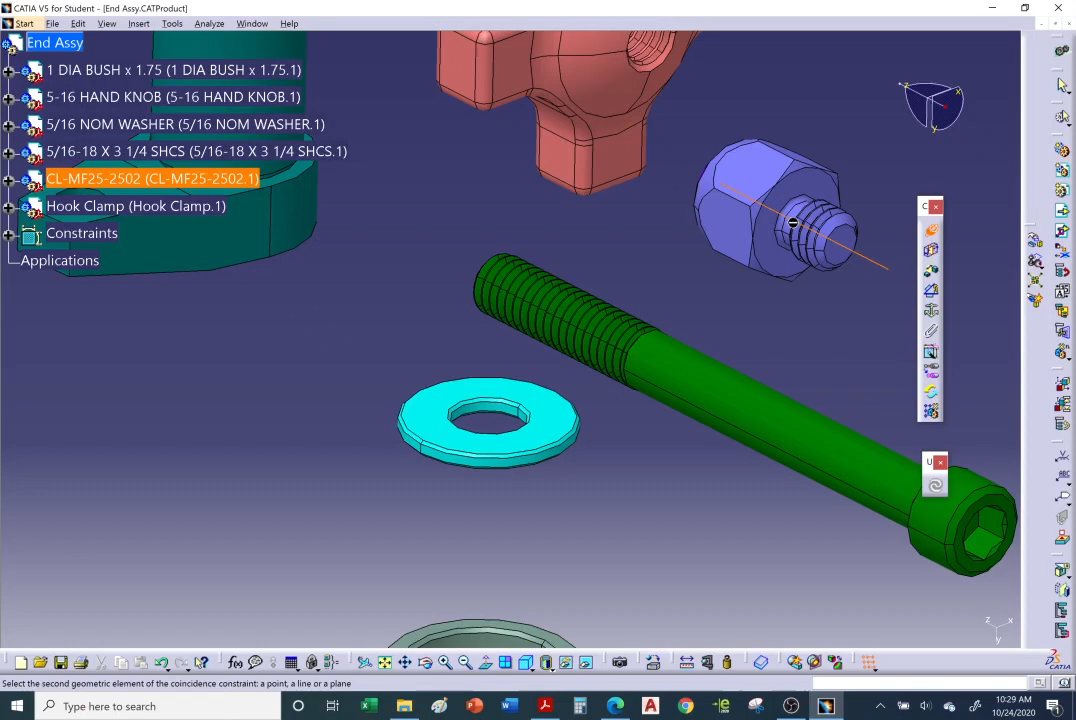 CATIA V5 for Student - [End Assy.CATProduct]
Start File Edit View Insert Tools Analyze Window Help
End Assy
1 DIA BUSH x 1.75 (1 DIA BUSH x 1.75.1)
5-16 HAND KNOB (5-16 HAND KNOB.1)
5/16 NOM WASHER (5/16 NOM WASHER.1)
5/16-18 X 3 1/4 SHCS (5/16-18 X 3 1/4 SHCS.1)
CL-MF25-2502 (CL-MF25-2502.1)
Hook Clamp (Hook Clamp.1)
Constraints
Applications
z
x
y
C
U
z
x
y
f(x)
CATIA
Select the second geometric element of the coincidence constraint: a point, a line or a plane
Type here to search
10:29 AM
10/24/2020